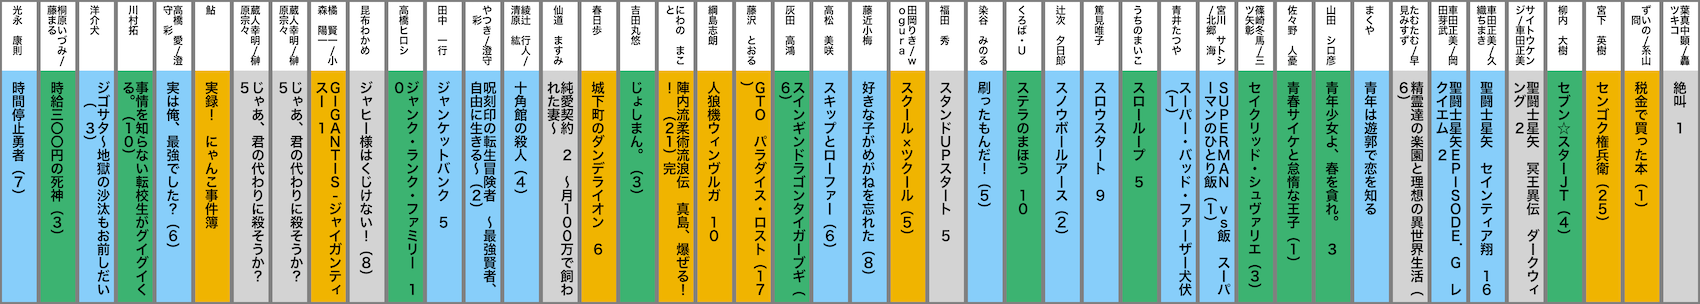 光永 康則
時間停止勇者(7)
桐原いづみ/
藤まる
時給三〇〇円の死神(3)
洋介犬
ジゴサタ~地獄の沙汰もお前しだい
(3)
川村拓
事情を知らない転校生がグイグイく
る。(10)
高橋 愛/澄
守 彩
実は俺、最強でした?(6)
鮎
実録! にゃんこ事件簿
蔵人幸明/榊
原宗々
じゃあ、君の代わりに殺そうか?
5
蔵人幸明/榊
原宗々
じゃあ、君の代わりに殺そうか?
5
橘 賢一/小
森 陽一
GIGANTIS-ジャイガンティ
ス- 1
昆布わかめ
ジャヒー様はくじけない!(8)
高橋ヒロシ
ジャンク・ランク・ファミリー 1
0
田中 一行
ジャンケットバンク 5
やつき/澄守
彩
呪刻印の転生冒険者 ~最強賢者、
自由に生きる~(2)
綾辻 行人/
清原 紘
十角館の殺人(4)
仙道 ますみ
純愛契約 2 ~月100万で飼わ
れた妻~
春日歩
城下町のダンデライオン 6
吉田丸悠
じょしまん。(3)
にわの まこ
と
陣内流柔術流浪伝 真島、爆ぜる!
!(21)完
綱島志朗
人狼機ウィンヴルガ 10
藤沢 とおる
GTO パラダイス・ロスト(17
)
灰田 高鴻
スインギンドラゴンタイガーブギ(
6)
高松 美咲
スキップとローファー(6)
藤近小梅
好きな子がめがねを忘れた(8)
田岡りき/w
ogura
スクール×ツクール(5)
福田 秀
スタンドUPスタート 5
染谷 みのる
刷ったもんだ!(5)
くろば・U
ステラのまほう 10
辻次 夕日郎
スノウボールアース(2)
篤見唯子
スロウスタート 9
うちのまいこ
スローループ 5
青井たつや
スーパー・バッド・ファーザー犬伏
(1)
宮川 サトシ
/北郷 海
SUPERMAN vs飯 スーパ
ーマンのひとり飯(1)
篠崎冬馬/三
ツ矢彰
セイクリッド・シュヴァリエ(3)
佐々野 人憂
青春サイケと怠惰な王子(1)
山田 シロ彦
青年少女よ、春を貪れ。 3
まくや
青年は遊郭で恋を知る
たむたむ/早
見みすず
精霊達の楽園と理想の異世界生活(
6)
車田正美/岡
田芽武
聖闘士星矢EPISODE.G レ
クイエム 2
車田正美/久
織ちまき
聖闘士星矢 セインティア翔 16
サイトウケン
ジ/車田正美
聖闘士星矢 冥王異伝 ダークウィ
ング 2
柳内 大樹
セブン☆スターJT(4)
宮下 英樹
センゴク権兵衛(25)
ずいの/系山
冏
税金で買った本(1)
葉真中顕/轟
ツキコ
絶叫 1